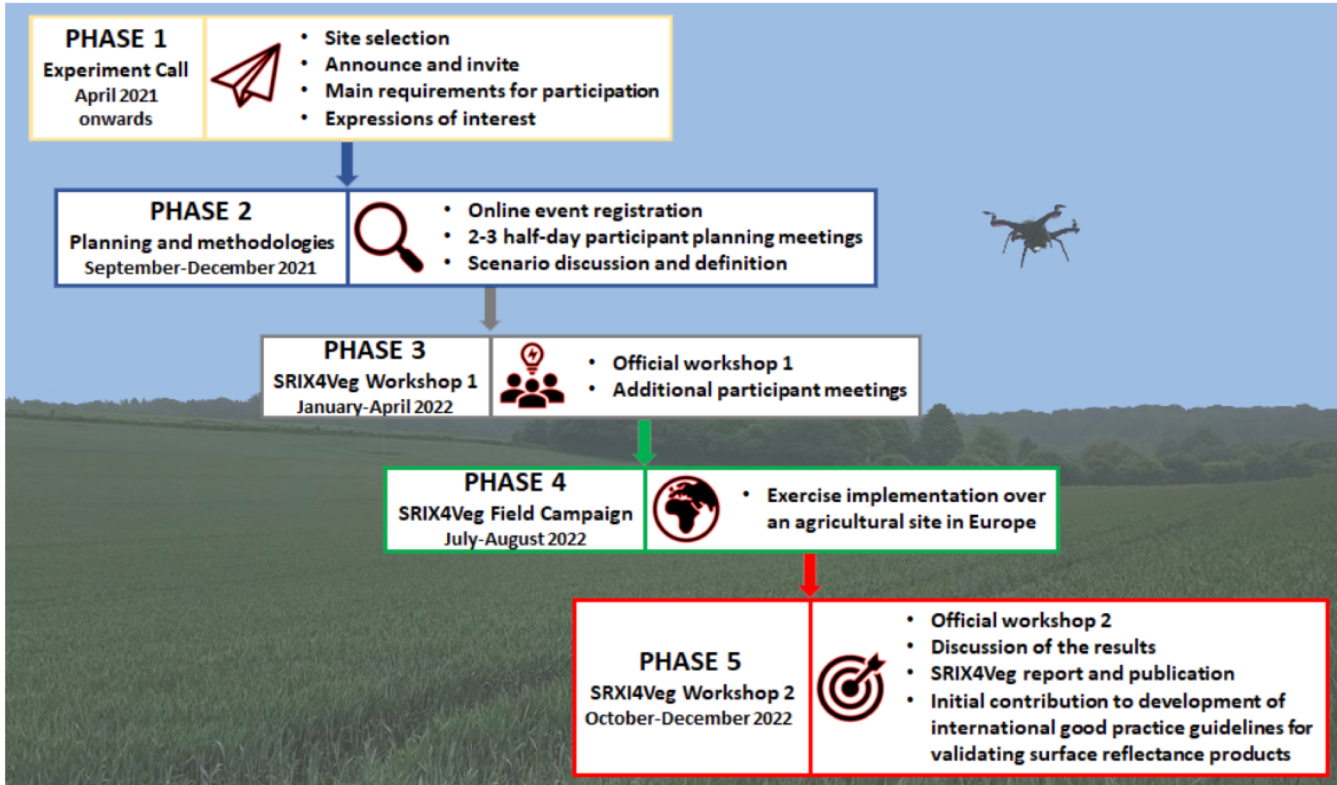 PHASE 1
Experiment Call
April 2021
onwards
• Site selection
• Announce and invite
• Main requirements for participation
• Expressions of interest
PHASE 2
Planning and methodologies
September-December 2021
• Online event registration
• 2-3 half-day participant planning meetings
• Scenario discussion and definition
PHASE 3
SRIX4Veg Workshop 1
January-April 2022
• Official workshop 1
• Additional participant meetings
PHASE 4
SRIX4Veg Field Campaign
July-August 2022
• Exercise implementation over
an agricultural site in Europe
PHASE 5
SRXI4Veg Workshop 2
October-December 2022
• Official workshop 2
• Discussion of the results
• SRIX4Veg report and publication
• Initial contribution to development of
international good practice guidelines for
validating surface reflectance products